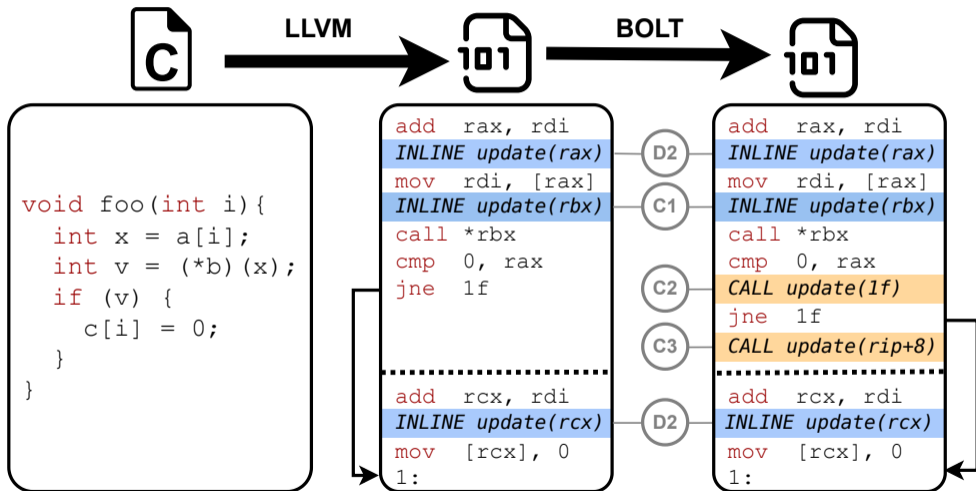 LLVM
BOLT
C
101
101
void foo(int i){
int x = a[i];
int v = (*b)(x);
if (v) {
c[i] = 0;
}
}
add rax, rdi
INLINE update(rax)
mov rdi, [rax]
INLINE update(rbx)
call *rbx
cmp 0, rax
jne 1f
add rcx, rdi
INLINE update(rcx)
mov [rcx], 0
1:
D2
C1
C2
C3
D2
add rax, rdi
INLINE update(rax)
mov rdi, [rax]
INLINE update(rbx)
call *rbx
cmp 0, rax
CALL update(1f)
jne 1f
CALL update(rip+8)
add rcx, rdi
INLINE update(rcx)
mov [rcx], 0
1: